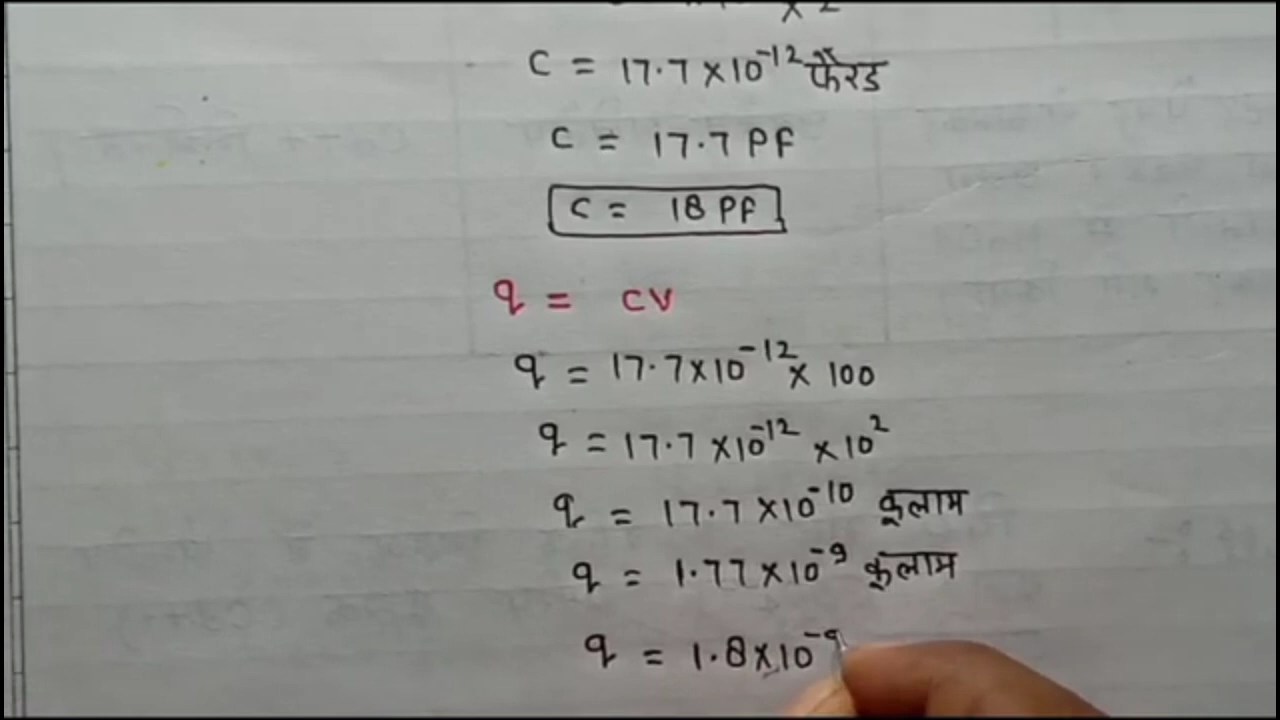 × 2
C = 17.7 × 10⁻¹² फैरड
C = 17.7 PF
C = 18 PF
q = CV
q = 17.7 × 10⁻¹² × 100
q = 17.7 × 10⁻¹² × 10²
q = 17.7 × 10⁻¹⁰ कूलाम
q = 1.77 × 10⁻⁹ कूलाम
q = 1.8 × 10⁻⁹